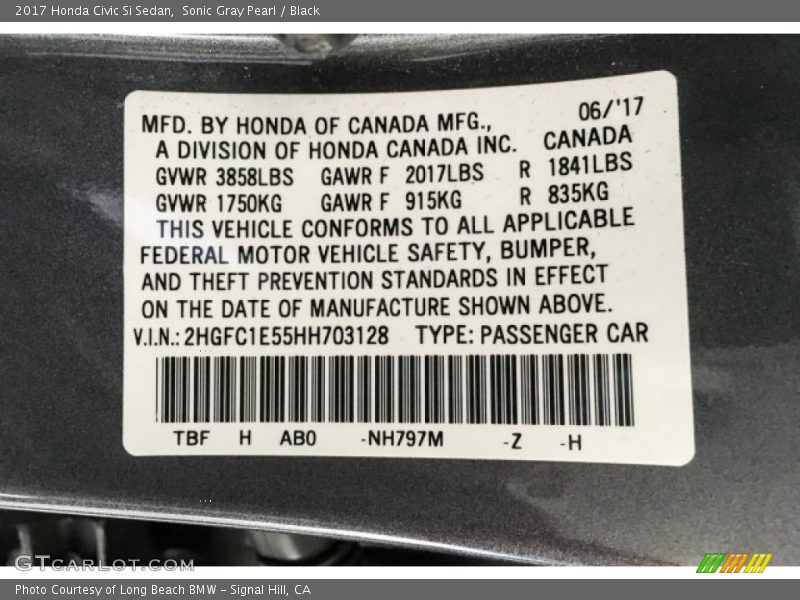 2017 Honda Civic Si Sedan, Sonic Gray Pearl / Black
06/'17
MFD. BY HONDA OF CANADA MFG.,
A DIVISION OF HONDA CANADA INC. CANADA
GVWR 3858LBS GAWR F 2017LBS R 1841LBS
GVWR 1750KG GAWR F 915KG R 835KG
THIS VEHICLE CONFORMS TO ALL APPLICABLE
FEDERAL MOTOR VEHICLE SAFETY, BUMPER,
AND THEFT PREVENTION STANDARDS IN EFFECT
ON THE DATE OF MANUFACTURE SHOWN ABOVE.
V.I.N.: 2HGFC1E55HH703128 TYPE: PASSENGER CAR
TBF H AB0 -NH797M -Z -H
GTCARLOT.COM
Photo Courtesy of Long Beach BMW - Signal Hill, CA